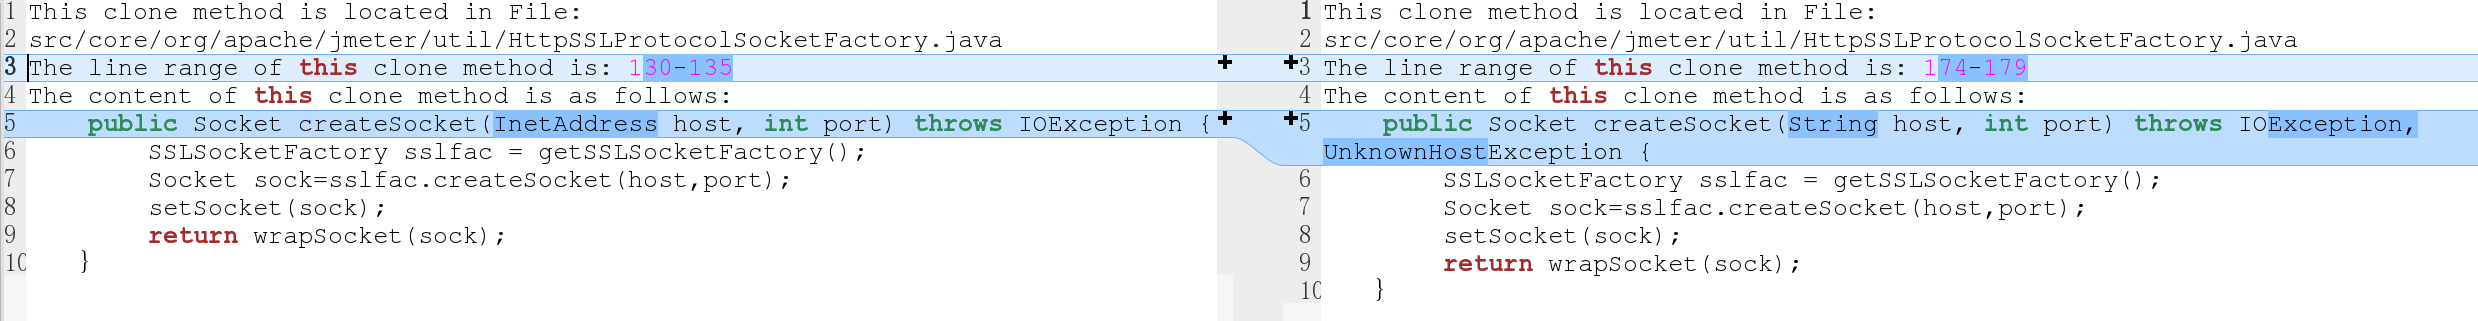 1 This clone method is located in File:
2 src/core/org/apache/jmeter/util/HttpSSLProtocolSocketFactory.java
3 The line range of this clone method is: 130-135
4 The content of this clone method is as follows:
5     public Socket createSocket(InetAddress host, int port) throws IOException {
6         SSLSocketFactory sslfac = getSSLSocketFactory();
7         Socket sock=sslfac.createSocket(host,port);
8         setSocket(sock);
9         return wrapSocket(sock);
10     }
1 This clone method is located in File:
2 src/core/org/apache/jmeter/util/HttpSSLProtocolSocketFactory.java
3 The line range of this clone method is: 174-179
4 The content of this clone method is as follows:
5     public Socket createSocket(String host, int port) throws IOException,
UnknownHostException {
6         SSLSocketFactory sslfac = getSSLSocketFactory();
7         Socket sock=sslfac.createSocket(host,port);
8         setSocket(sock);
9         return wrapSocket(sock);
10     }